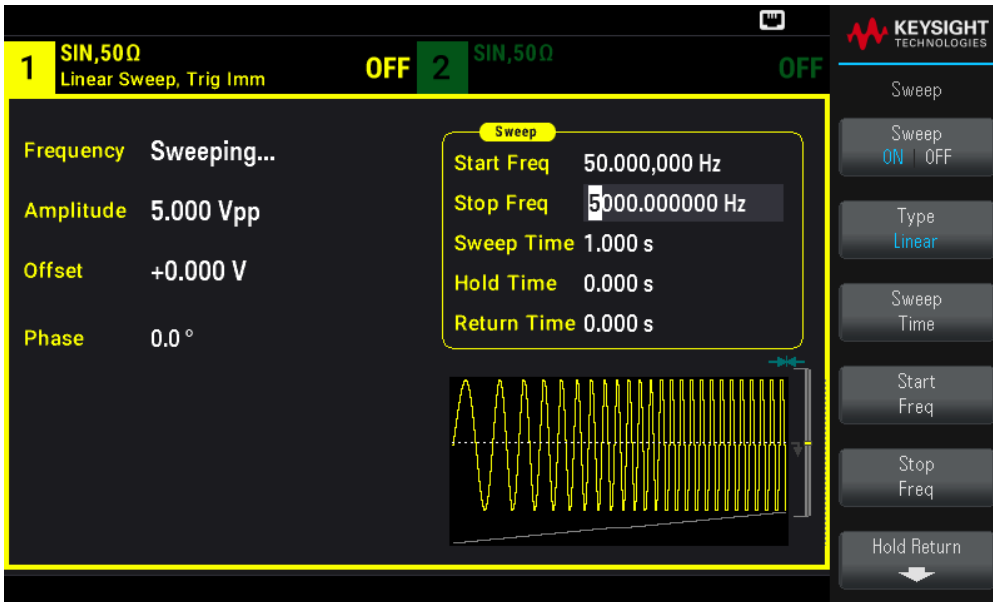 KEYSIGHT
TECHNOLOGIES
1
SIN,50Ω
Linear Sweep, Trig Imm
OFF
2
SIN,50Ω
OFF
Frequency Sweeping...
Amplitude 5.000 Vpp
Offset +0.000 V
Phase 0.0 °
Sweep
Start Freq 50.000,000 Hz
Stop Freq 5000.000000 Hz
Sweep Time 1.000 s
Hold Time 0.000 s
Return Time 0.000 s
Sweep
Sweep
ON | OFF
Type
Linear
Sweep
Time
Start
Freq
Stop
Freq
Hold Return